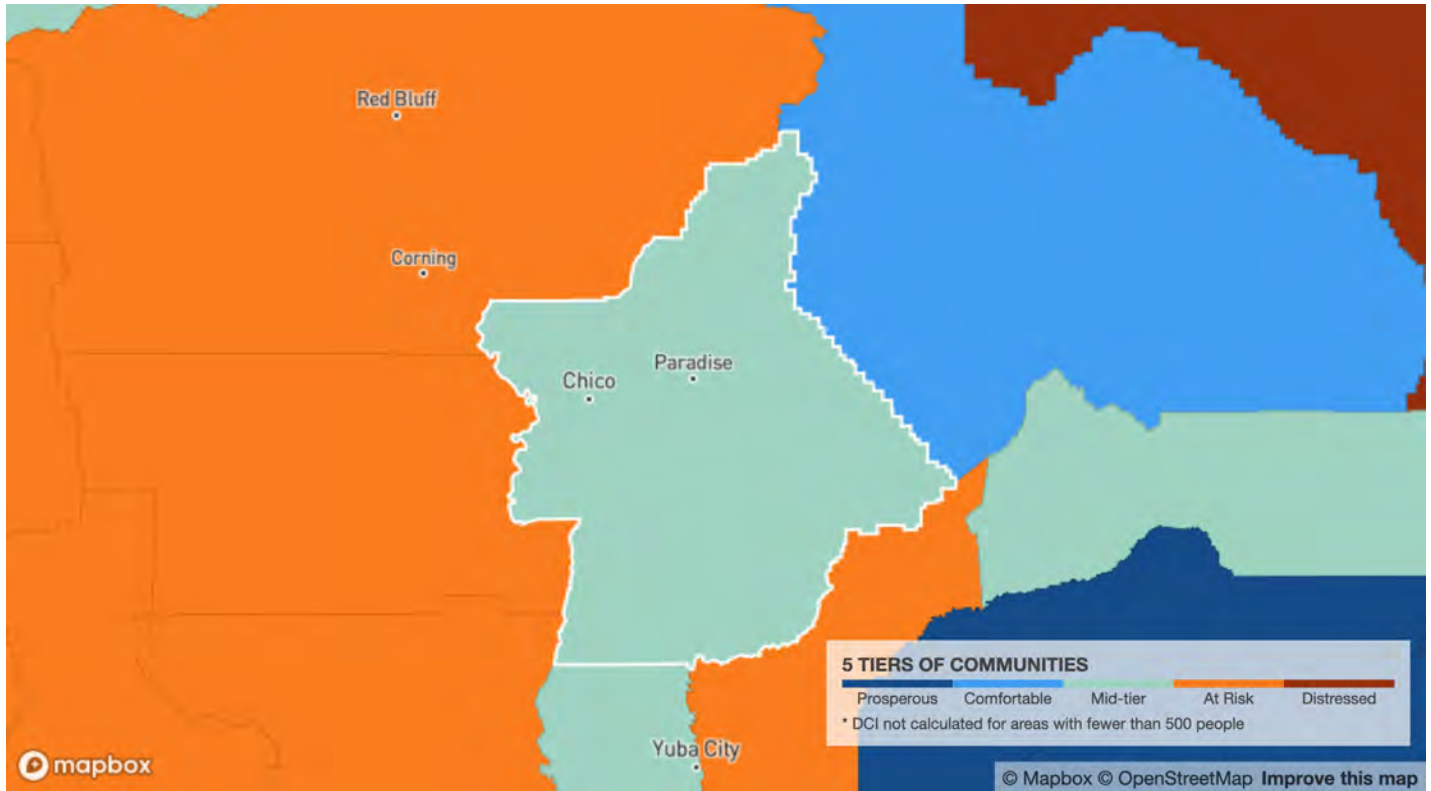 Red Bluff
Corning
Paradise
Chico
5 TIERS OF COMMUNITIES
Prosperous Comfortable Mid-tier At Risk Distressed
* DCI not calculated for areas with fewer than 500 people
Yuba City
mapbox
© Mapbox © OpenStreetMap Improve this map